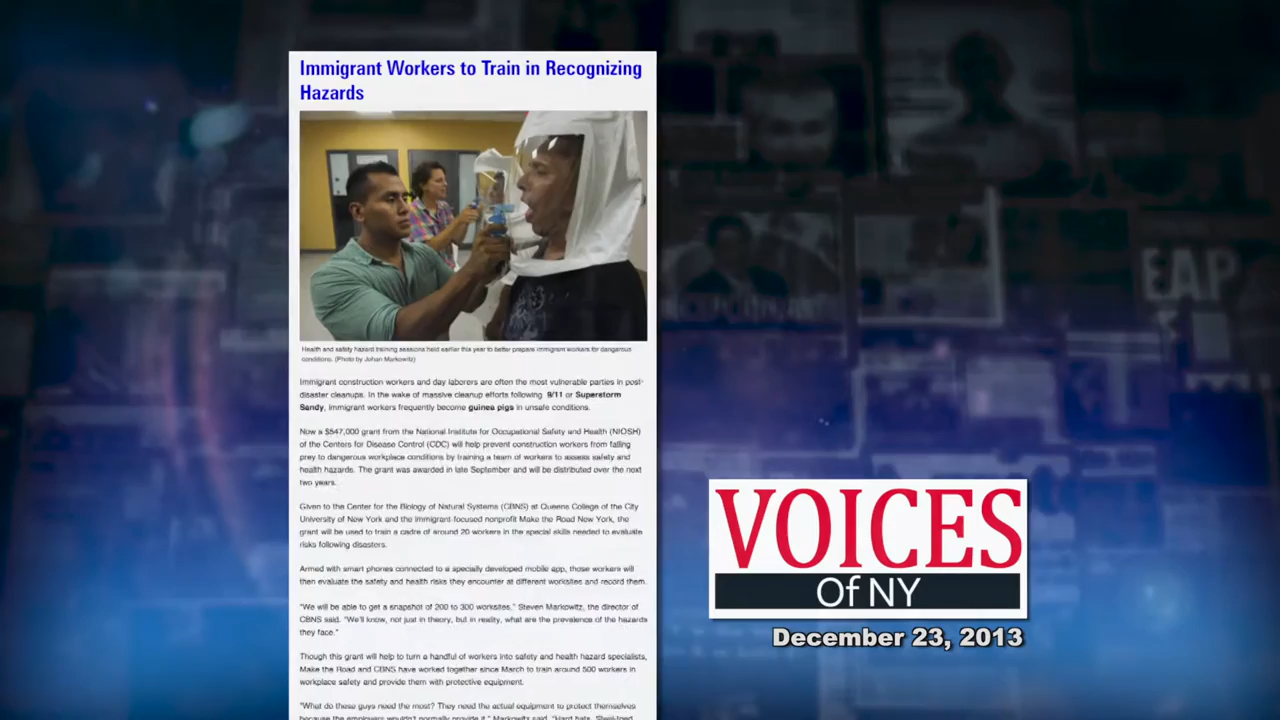 Immigrant Workers to Train in Recognizing
Hazards
Health and safety hazard training sessions held earlier this year to better prepare immigrant workers for dangerous
conditions. (Photo by Johan Markowitz)
Immigrant construction workers and day laborers are often the most vulnerable parties in post-
disaster cleanups. In the wake of massive cleanup efforts following 9/11 or Superstorm
Sandy, immigrant workers frequently become guinea pigs in unsafe conditions.
Now a $547,000 grant from the National Institute for Occupational Safety and Health (NIOSH)
of the Centers for Disease Control (CDC) will help prevent construction workers from falling
prey to dangerous workplace conditions by training a team of workers to assess safety and
health hazards. The grant was awarded in late September and will be distributed over the next
two years.
Given to the Center for the Biology of Natural Systems (CBNS) at Queens College of the City
University of New York and the immigrant-focused nonprofit Make the Road New York, the
grant will be used to train a cadre of around 20 workers in the special skills needed to evaluate
risks following disasters.
Armed with smart phones connected to a specially developed mobile app, those workers will
then evaluate the safety and health risks they encounter at different worksites and record them.
"We will be able to get a snapshot of 200 to 300 worksites," Steven Markowitz, the director of
CBNS said. "We'll know, not just in theory, but in reality, what are the prevalence of the hazards
they face."
Though this grant will help to turn a handful of workers into safety and health hazard specialists,
Make the Road and CBNS have worked together since March to train around 500 workers in
workplace safety and provide them with protective equipment.
"What do these guys need the most? They need the actual equipment to protect themselves
because the employers wouldn't normally provide it," Markowitz said. "Hard hats. Steel-toed
EAP
VOICES
Of NY
December 23, 2013